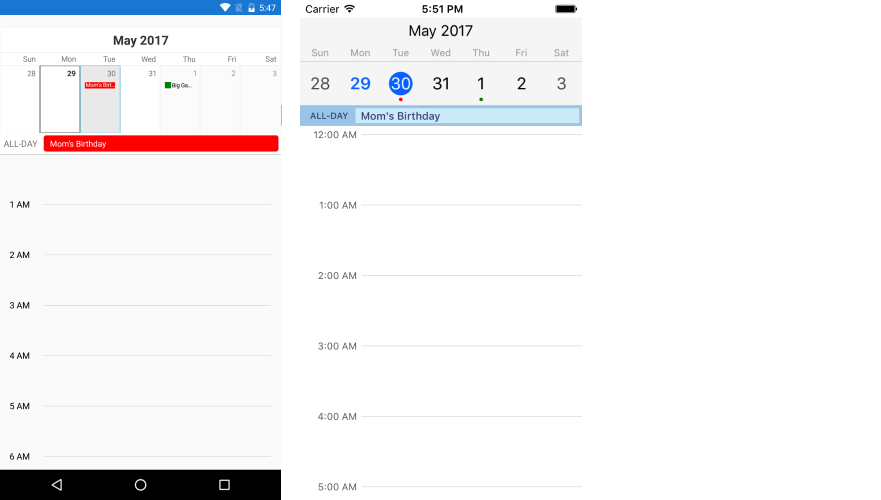 5:47
May 2017
Sun Mon Tue Wed Thu Fri Sat
28 29 30 31 1 2 3
Mom's Birt... Big Ga...
ALL-DAY Mom's Birthday
1 AM
2 AM
3 AM
4 AM
5 AM
6 AM
Carrier 5:51 PM
May 2017
Sun Mon Tue Wed Thu Fri Sat
28 29 30 31 1 2 3
ALL-DAY Mom's Birthday
12:00 AM
1:00 AM
2:00 AM
3:00 AM
4:00 AM
5:00 AM